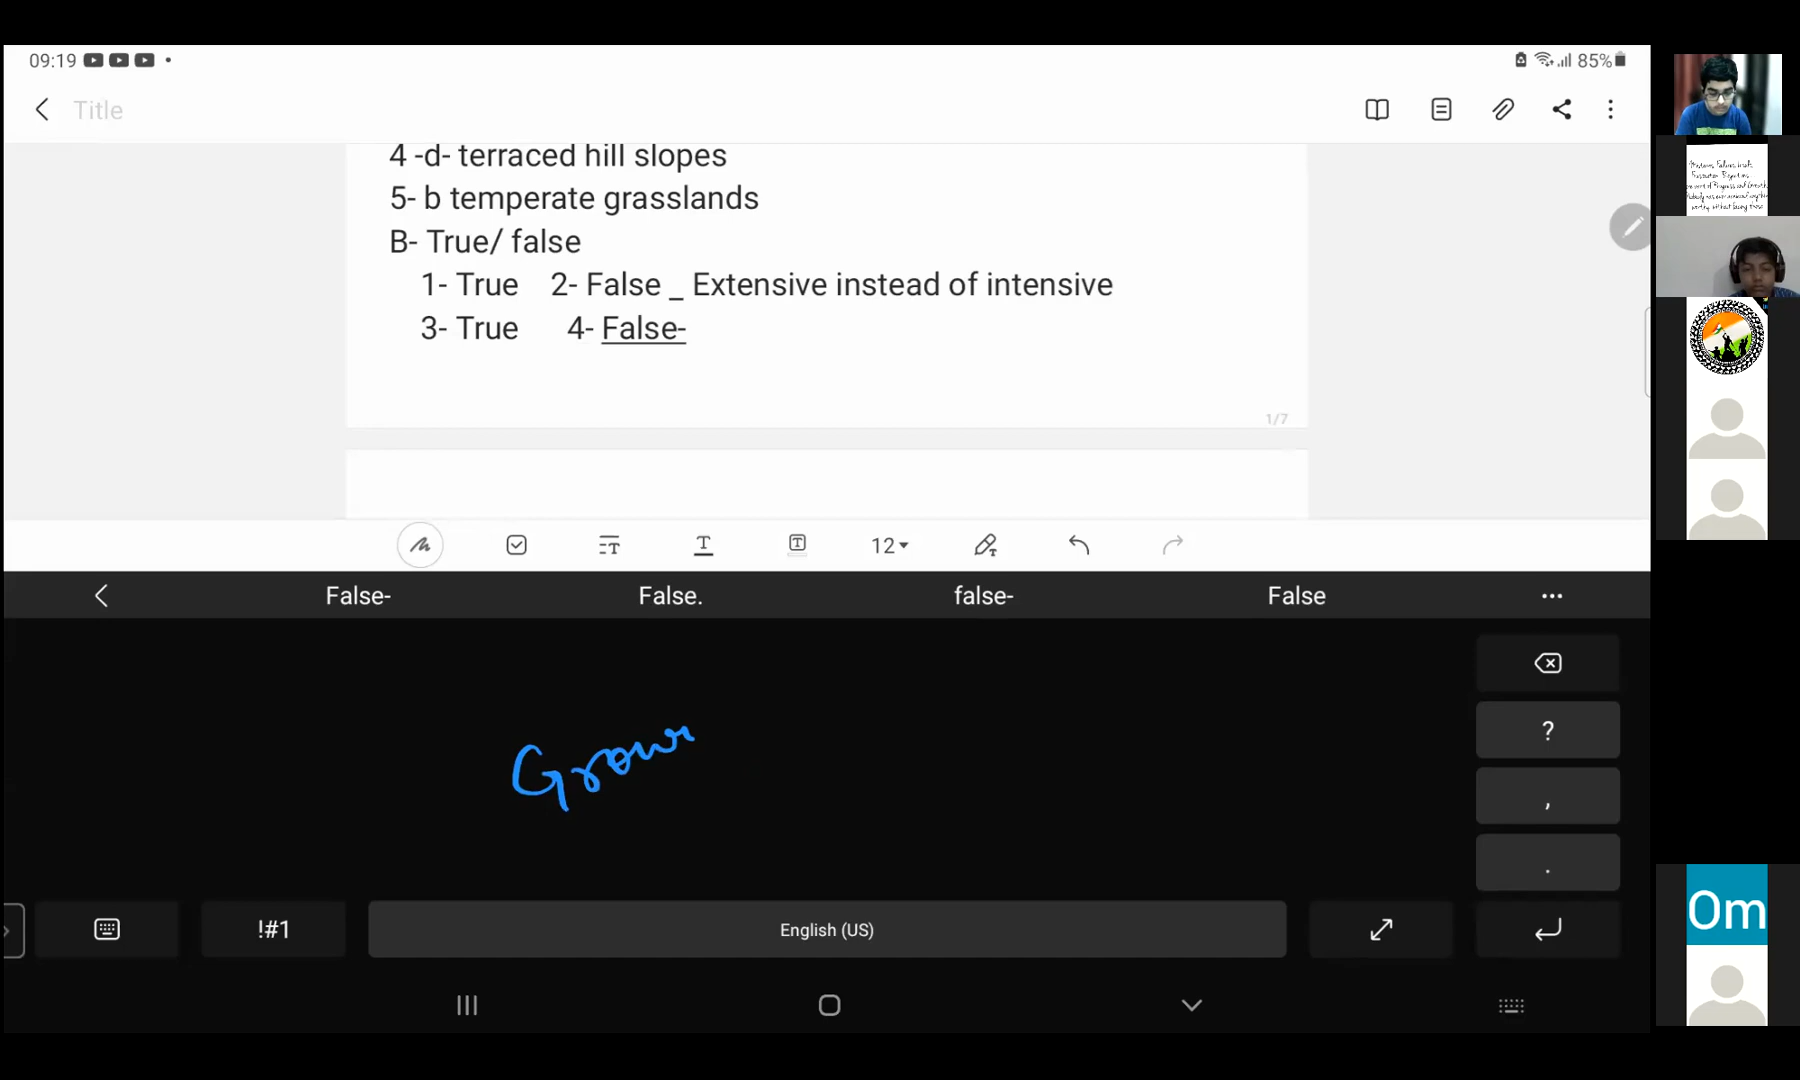 09:19
85%
Title
4 -d- terraced hill slopes
5- b temperate grasslands
B- True/ false
1- True 2- False _ Extensive instead of intensive
3- True 4- False-
1/7
12
False- False. false- False
Grow
?
,
.
!#1
English (US)
Om